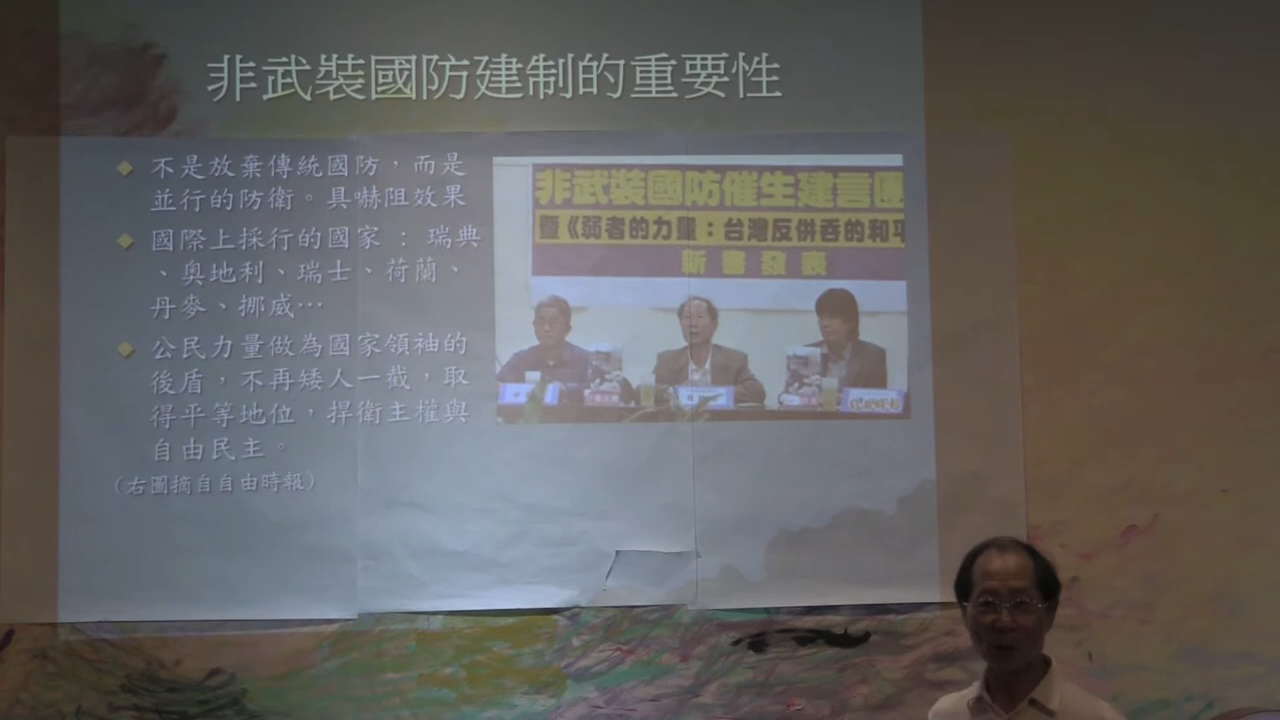 非武裝國防建制的重要性
不是放棄傳統國防，而是
並行的防衛。具嚇阻效果
國際上採行的國家 : 瑞典
、奧地利、瑞士、荷蘭、
丹麥、挪威…
公民力量做為國家領袖的
後盾，不再矮人一截，取
得平等地位，捍衛主權與
自由民主。
（右圖摘自自由時報）
非武裝國防催生建言團
暨《弱者的力量：台灣反併吞的和平
新書發表